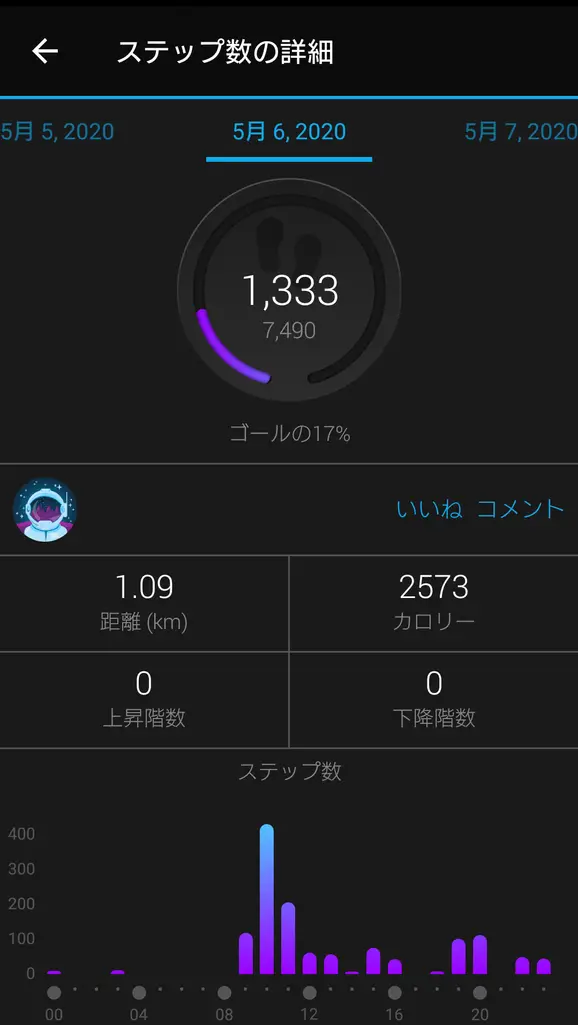 ステップ数の詳細
5月 5, 2020 5月 6, 2020 5月 7, 2020
1,333
7,490
ゴールの17%
いいね コメント
1.09 2573
距離 (km) カロリー
0 0
上昇階数 下降階数
ステップ数
400
300
200
100
0
00 04 08 12 16 20